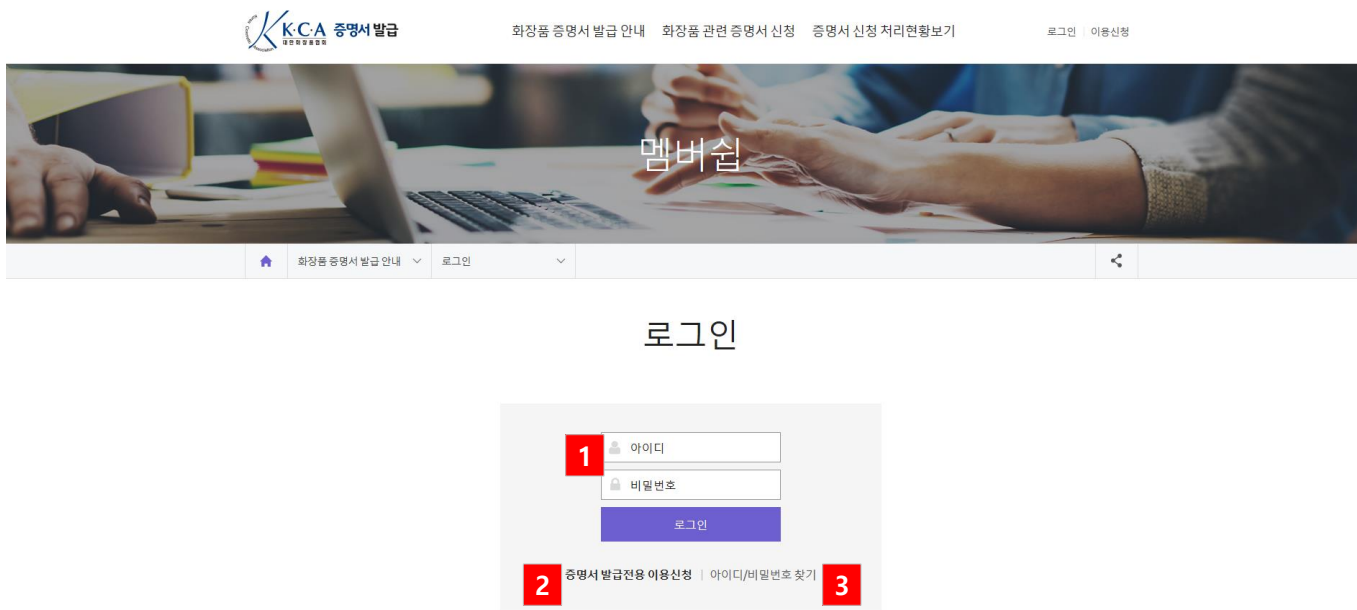 K·C·A 증명서 발급
대한화장품협회
화장품 증명서 발급 안내 화장품 관련 증명서 신청 증명서 신청 처리현황보기
로그인 이용신청
멤버쉽
화장품 증명서 발급 안내 로그인
로그인
1 아이디
비밀번호
로그인
2 증명서 발급전용 이용신청 | 아이디/비밀번호 찾기 3